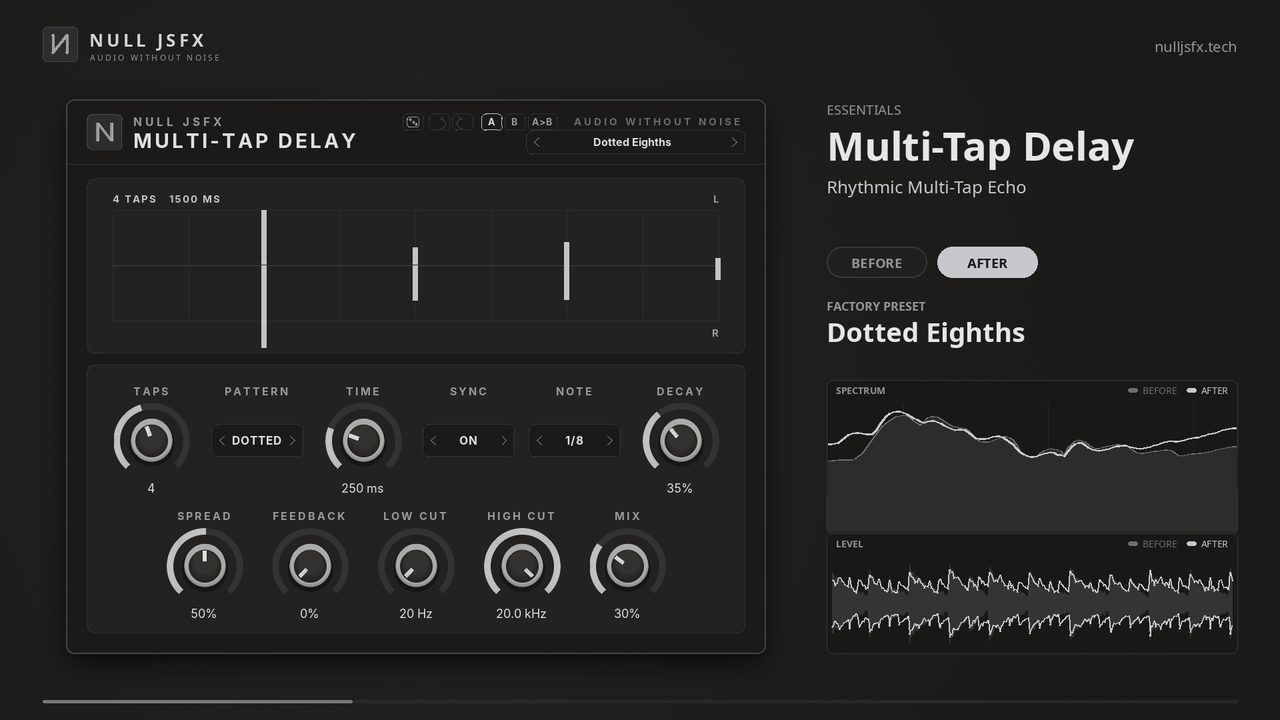 NULL JSFX
AUDIO WITHOUT NOISE
nulljsfx.tech
N
NULL JSFX
MULTI-TAP DELAY
A B A>B
AUDIO WITHOUT NOISE
Dotted Eighths
4 TAPS 1500 MS
L
R
TAPS PATTERN TIME SYNC NOTE DECAY
DOTTED ON 1/8
4 250 ms 35%
SPREAD FEEDBACK LOW CUT HIGH CUT MIX
50% 0% 20 Hz 20.0 kHz 30%
ESSENTIALS
Multi-Tap Delay
Rhythmic Multi-Tap Echo
BEFORE AFTER
FACTORY PRESET
Dotted Eighths
SPECTRUM BEFORE AFTER
LEVEL BEFORE AFTER